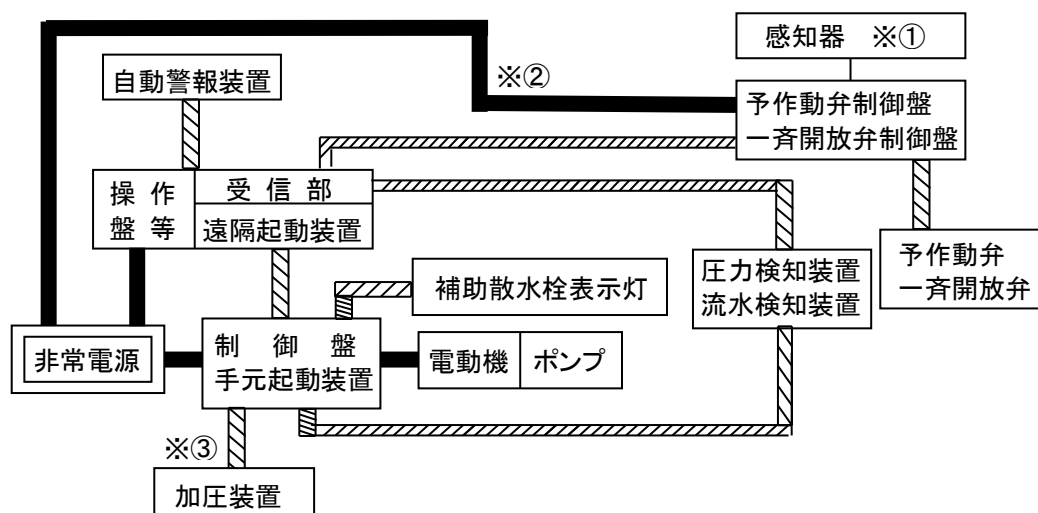 感知器 ※①
※②
自動警報装置
予作動弁制御盤
一斉開放弁制御盤
操作
盤等
受信部
遠隔起動装置
予作動弁
一斉開放弁
圧力検知装置
流水検知装置
補助散水栓表示灯
非常電源
制御盤
手元起動装置
電動機 ポンプ
※③
加圧装置